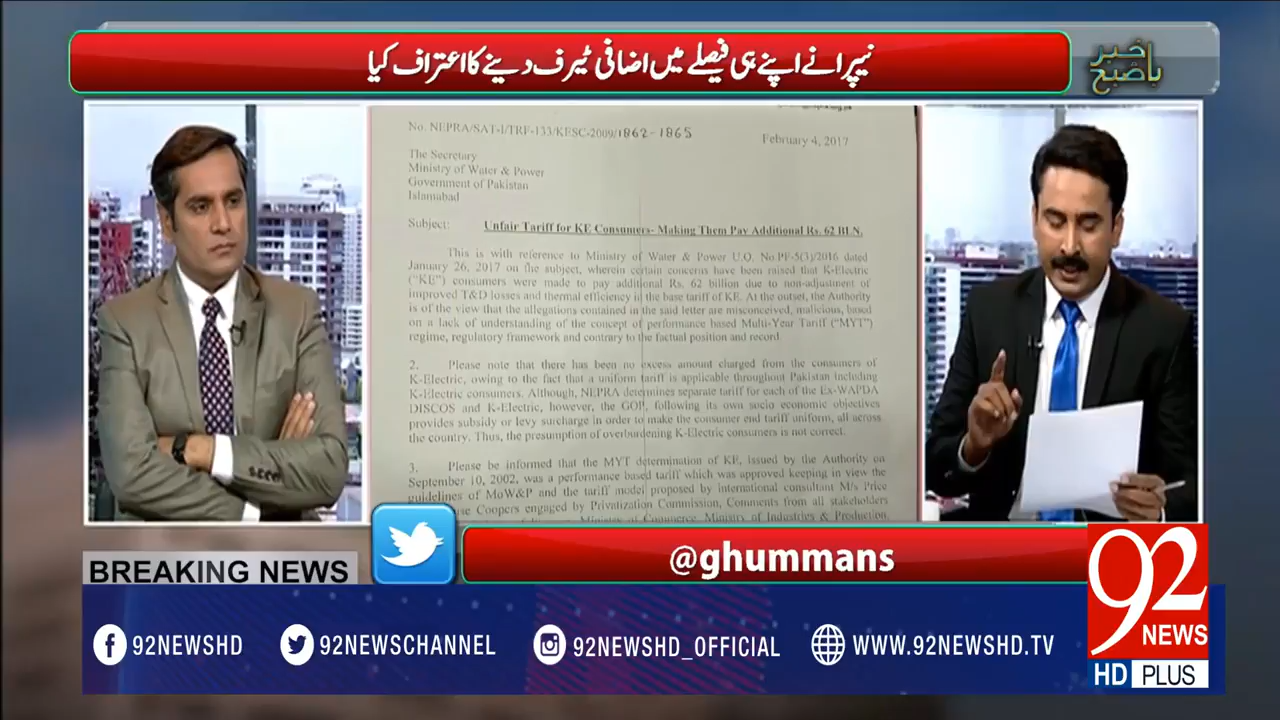 نیپرا نے اپنے ہی فیصلے میں اضافی ٹیرف دینے کا اعتراف کیا
باخبر صبح
No. NEPRA/SAT-I/TRF-133/KESC-2009/1862-1865
February 4, 2017
The Secretary
Ministry of Water & Power
Government of Pakistan
Islamabad
Subject: Unfair Tariff for KE Consumers- Making Them Pay Additional Rs. 62 BLN.
This is with reference to Ministry of Water & Power U.O. No.PF-5(3)/2016 dated
January 26, 2017 on the subject, wherein certain concerns have been raised that K-Electric
("KE") consumers were made to pay additional Rs. 62 billion due to non-adjustment of
improved T&D losses and thermal efficiency in the base tariff of KE. At the outset, the Authority
is of the view that the allegations contained in the said letter are misconceived, malicious, based
on a lack of understanding of the concept of performance based Multi-Year Tariff ("MYT")
regime, regulatory framework and contrary to the factual position and record.
2. Please note that there has been no excess amount charged from the consumers of
K-Electric, owing to the fact that a uniform tariff is applicable throughout Pakistan including
K-Electric consumers. Although, NEPRA determines separate tariff for each of the Ex-WAPDA
DISCOS and K-Electric, however, the GOP, following its own socio economic objectives
provides subsidy or levy surcharge in order to make the consumer end tariff uniform, all across
the country. Thus, the presumption of overburdening K-Electric consumers is not correct.
3. Please be informed that the MYT determination of KE, issued by the Authority on
September 10, 2002, was a performance based tariff which was approved keeping in view the
guidelines of MoW&P and the tariff model proposed by international consultant M/s Price
use Coopers engaged by Privatization Commission, Comments from all stakeholders
Ministry of Commerce, Ministry of Industries & Production,
@ghummans
BREAKING NEWS
92NEWSHD
92NEWSCHANNEL
92NEWSHD_OFFICIAL
WWW.92NEWSHD.TV
92
NEWS
HD PLUS